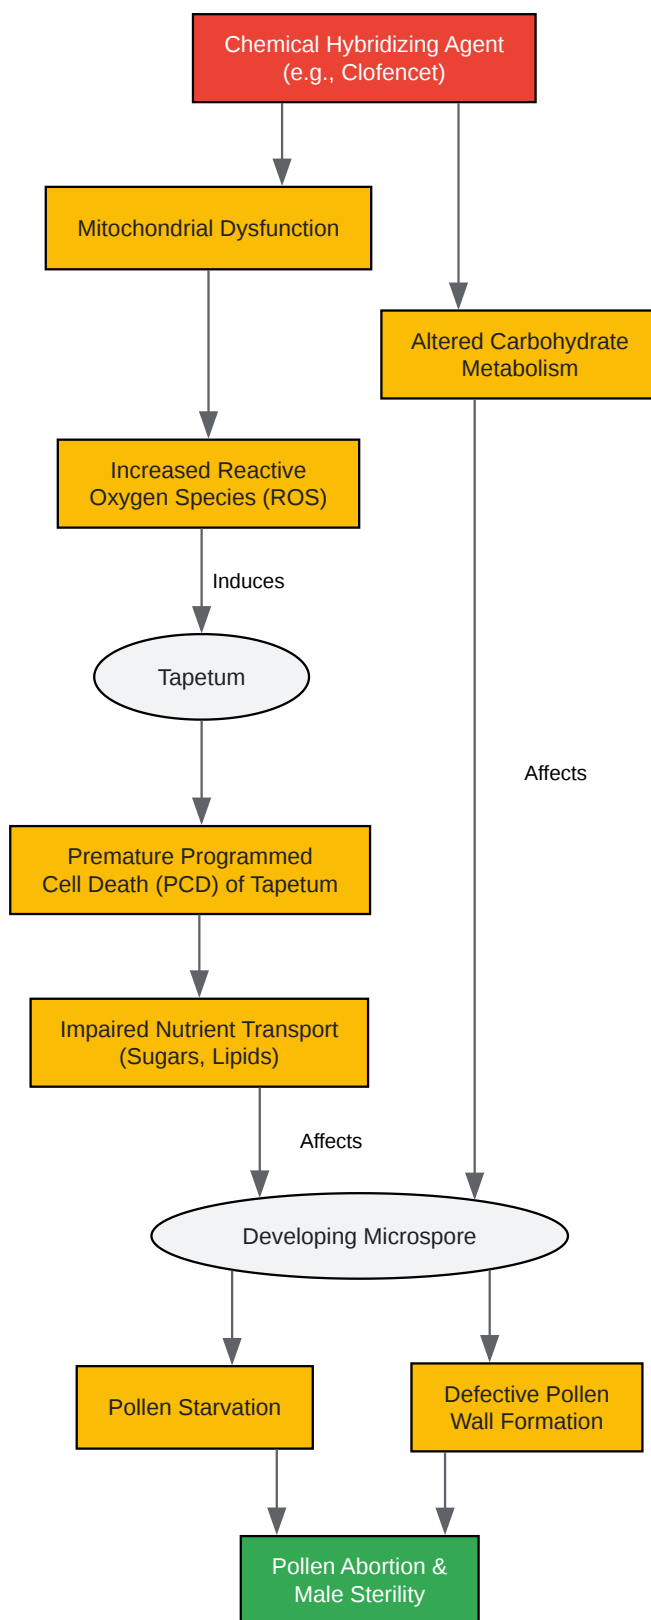 Chemical Hybridizing Agent
(e.g., Clofencet)
Mitochondrial Dysfunction
Altered Carbohydrate
Metabolism
Increased Reactive
Oxygen Species (ROS)
Induces
Tapetum
Affects
Premature Programmed
Cell Death (PCD) of Tapetum
Impaired Nutrient Transport
(Sugars, Lipids)
Affects
Developing Microspore
Pollen Starvation
Defective Pollen
Wall Formation
Pollen Abortion &
Male Sterility